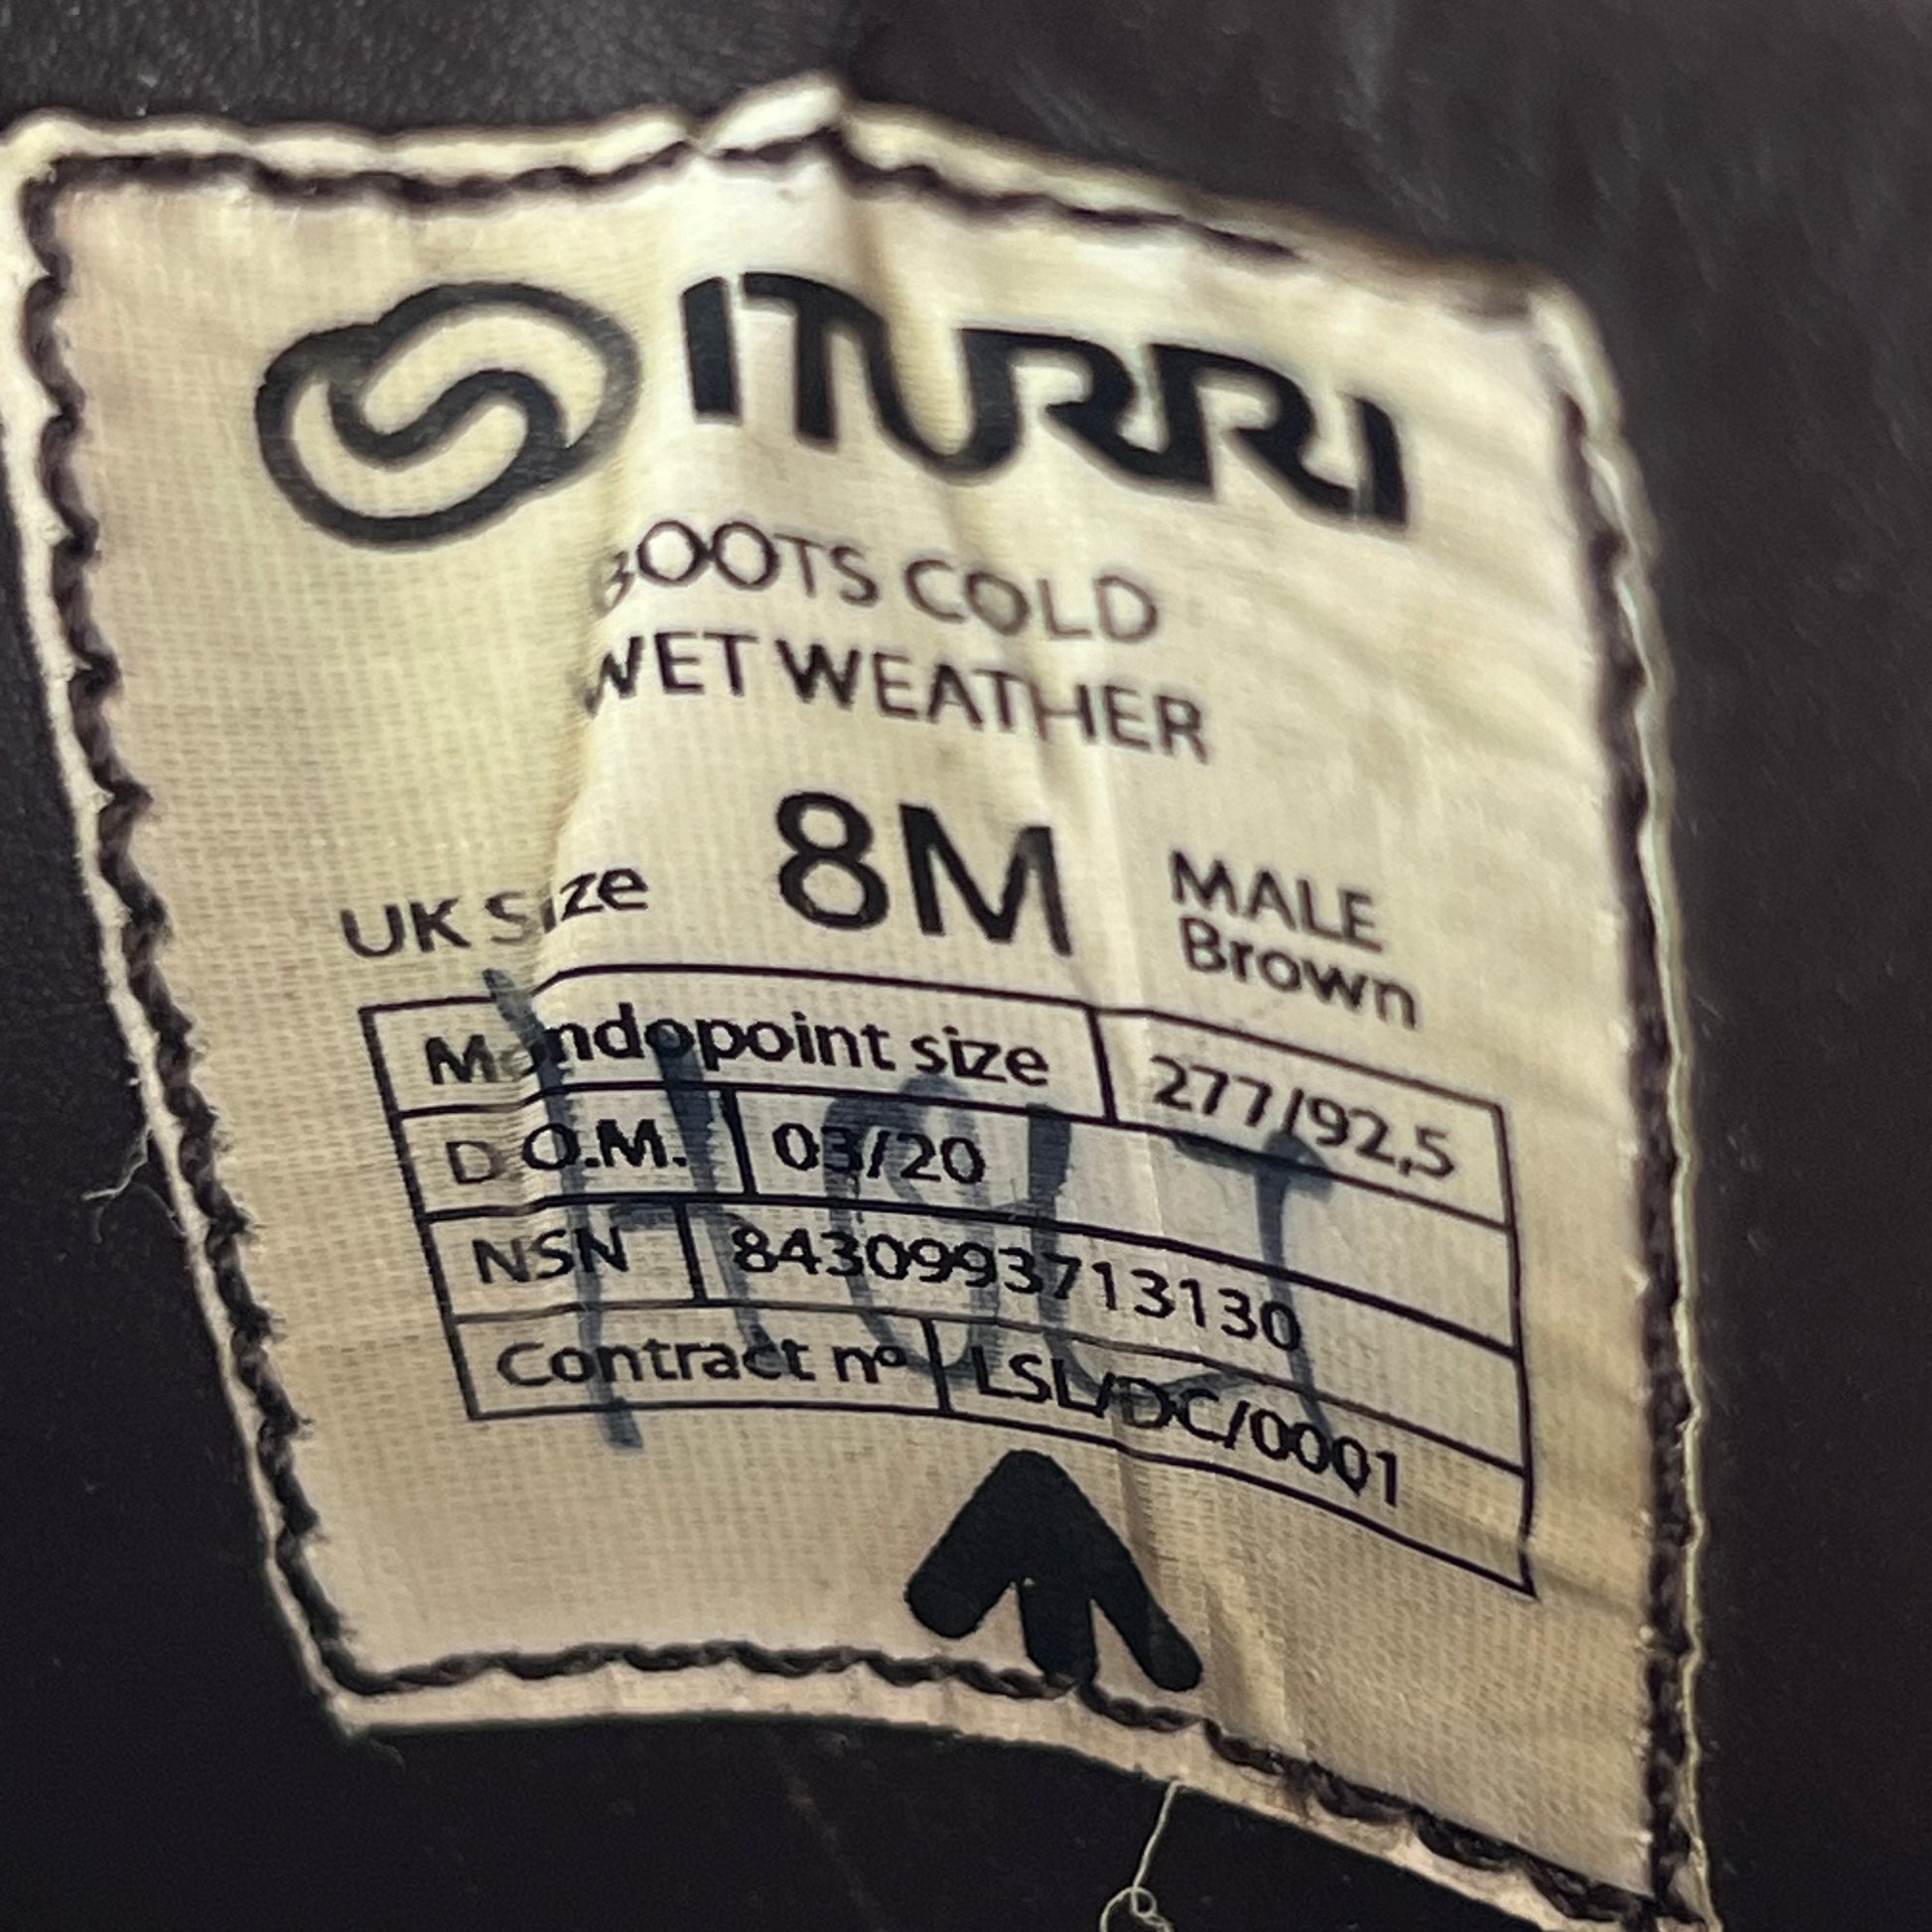 ITURRI
BOOTS COLD
WET WEATHER
UK Size 8M MALE
Brown
Mondopoint size 277/92,5
D.O.M. 03/20
NSN 8430993713130
Contract nº LSL/DC/0001